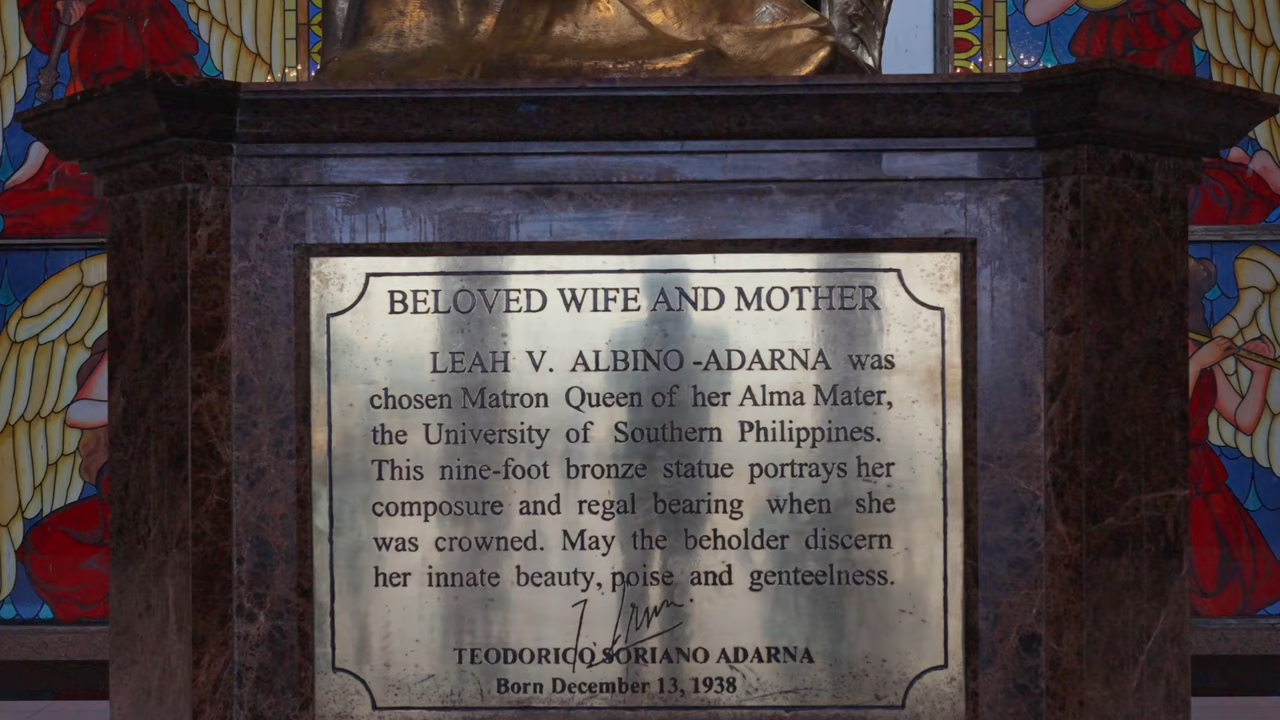 BELOVED WIFE AND MOTHER
LEAH V. ALBINO-ADARNA was
chosen Matron Queen of her Alma Mater,
the University of Southern Philippines.
This nine-foot bronze statue portrays her
composure and regal bearing when she
was crowned. May the beholder discern
her innate beauty, poise and genteelness.
TEODORICO SORIANO ADARNA
Born December 13, 1938